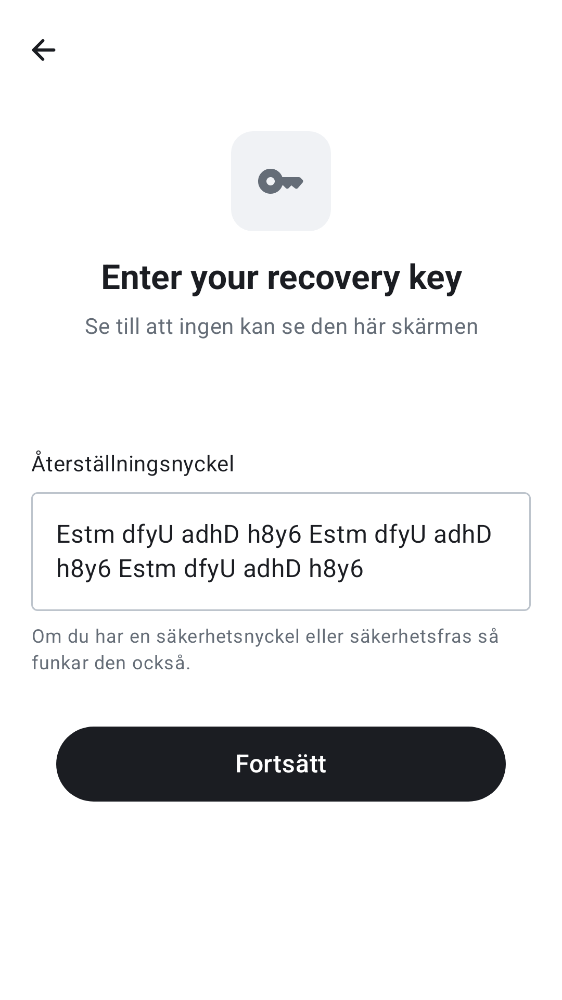 Enter your recovery key
Se till att ingen kan se den här skärmen
Återställningsnyckel
Estm dfyU adhD h8y6 Estm dfyU adhD
h8y6 Estm dfyU adhD h8y6
Om du har en säkerhetsnyckel eller säkerhetsfras så
funkar den också.
Fortsätt